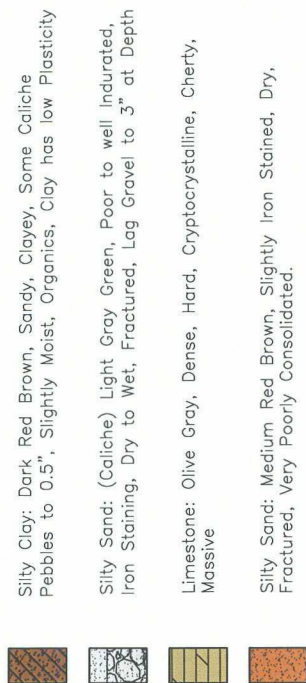 Silty Clay: Dark Red Brown, Sandy, Clayey, Some Caliche
Pebbles to 0.5", Slightly Moist, Organics, Clay has low Plasticity
Silty Sand: (Caliche) Light Gray Green, Poor to well Indurated,
Iron Staining, Dry to Wet, Fractured, Lag Gravel to 3" at Depth
Limestone: Olive Gray, Dense, Hard, Cryptocrystalline, Cherty,
Massive
Silty Sand: Medium Red Brown, Slightly Iron Stained, Dry,
Fractured, Very Poorly Consolidated.